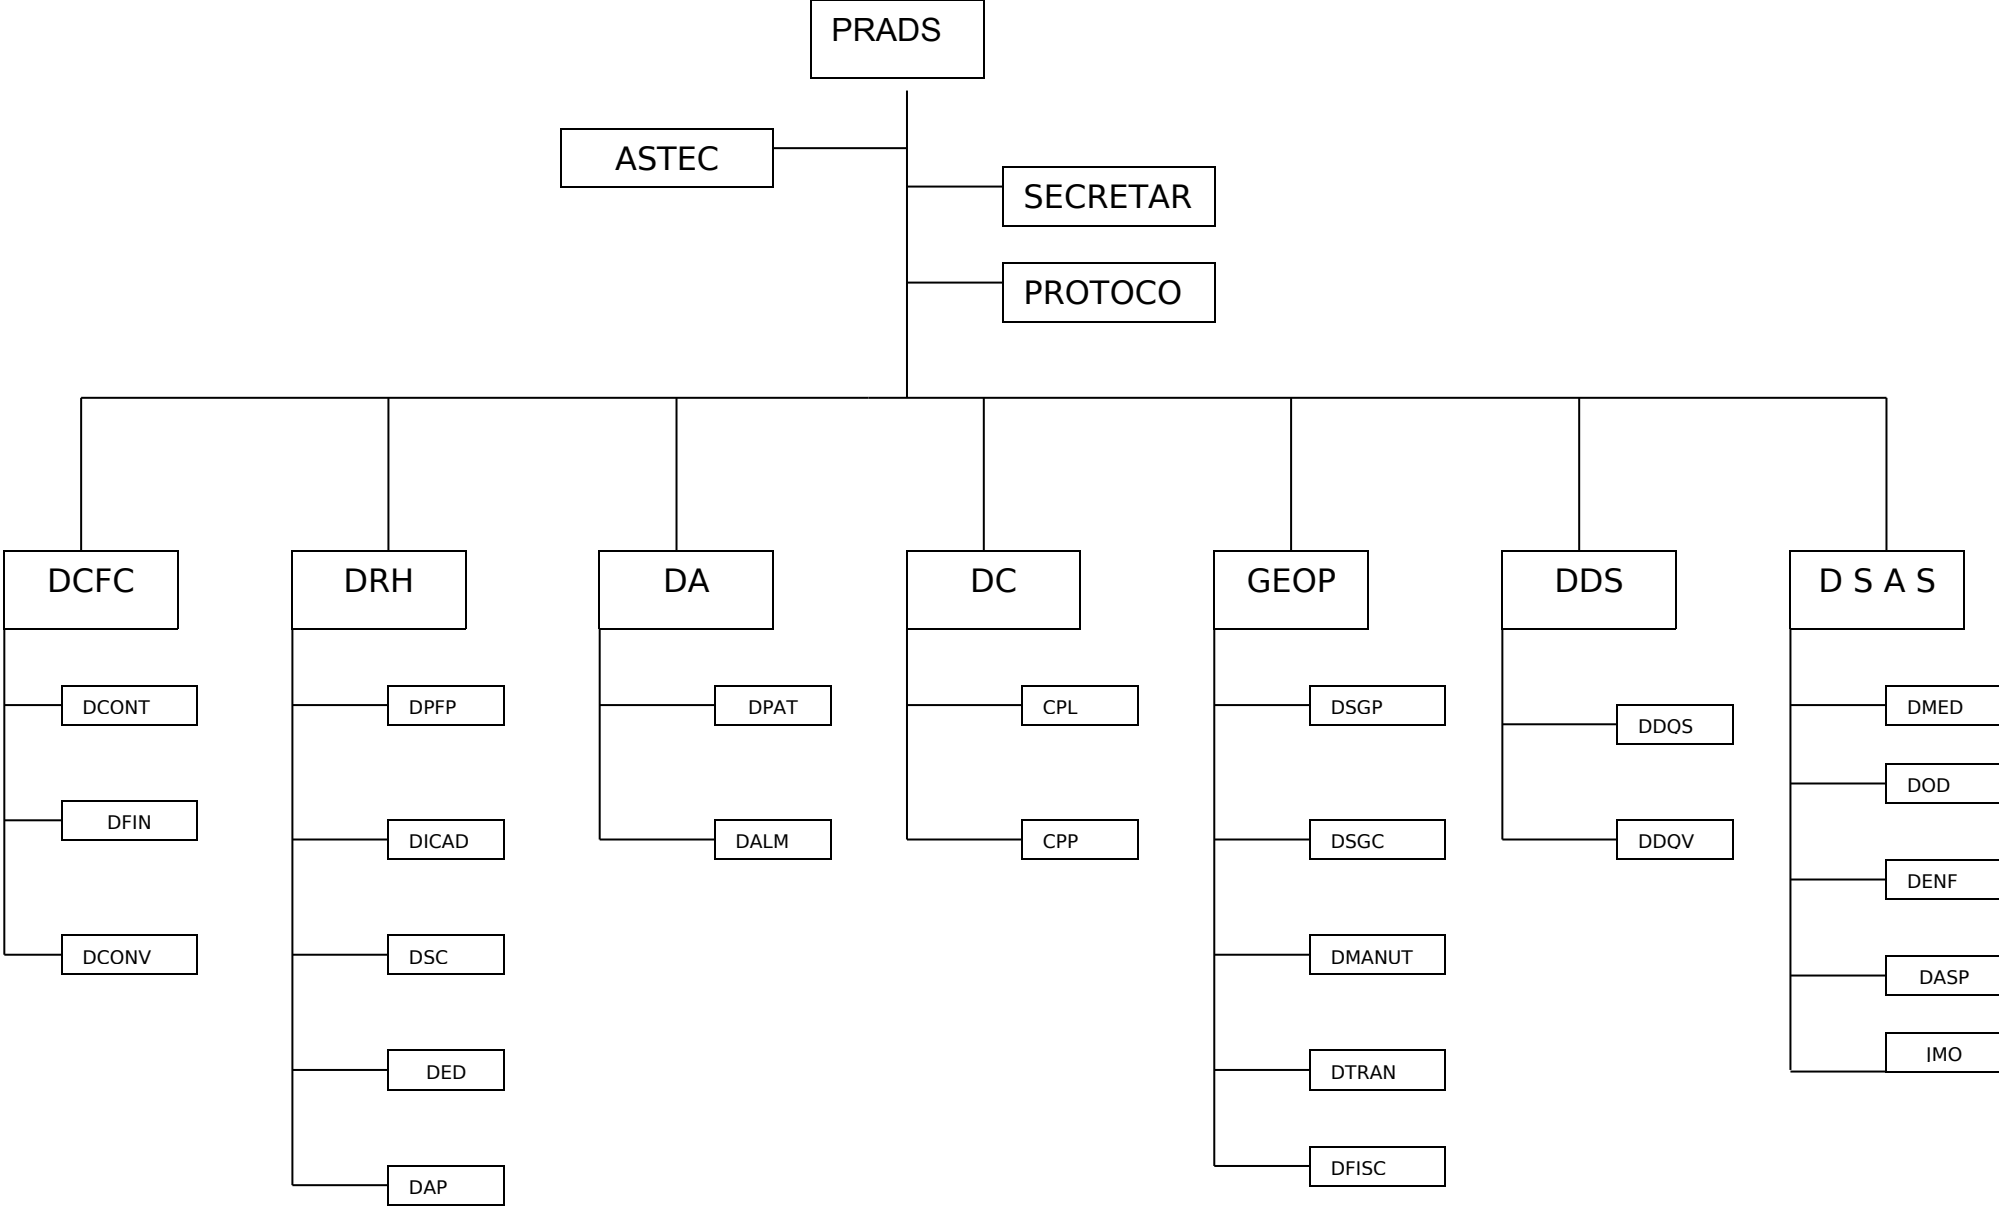 PRADS
ASTEC
SECRETAR
PROTOCO
DCFC
DRH
DA
DC
GEOP
DDS
D S A S
DCONT
DPFP
DPAT
CPL
DSGP
DDQS
DMED
DOD
DFIN
DICAD
DALM
CPP
DSGC
DDQV
DENF
DCONV
DSC
DMANUT
DASP
DED
DTRAN
IMO
DAP
DFISC